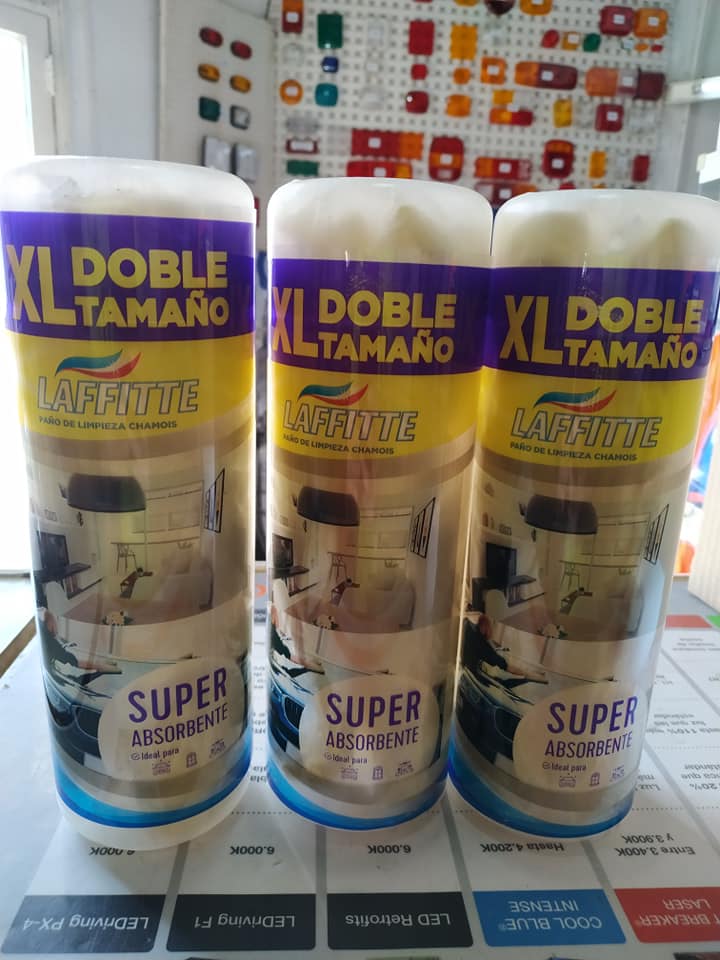 XL DOBLE
TAMAÑO
LAFFITTE
PAÑO DE LIMPIEZA CHAMOIS
SUPER
ABSORBENTE
Ideal para
XL DOBLE
TAMAÑO
LAFFITTE
PAÑO DE LIMPIEZA CHAMOIS
SUPER
ABSORBENTE
Ideal para
XL DOBLE
TAMAÑO
LAFFITTE
PAÑO DE LIMPIEZA CHAMOIS
SUPER
ABSORBENTE
Ideal para
6.000K
6.000K
6.000K
Hasta 4.200K
Entre 3.400K
y 3.900K
LEDriving PX-4
LEDriving F1
LED Retrofits
COOL BLUE®
INTENSE
BREAKER®
LASER